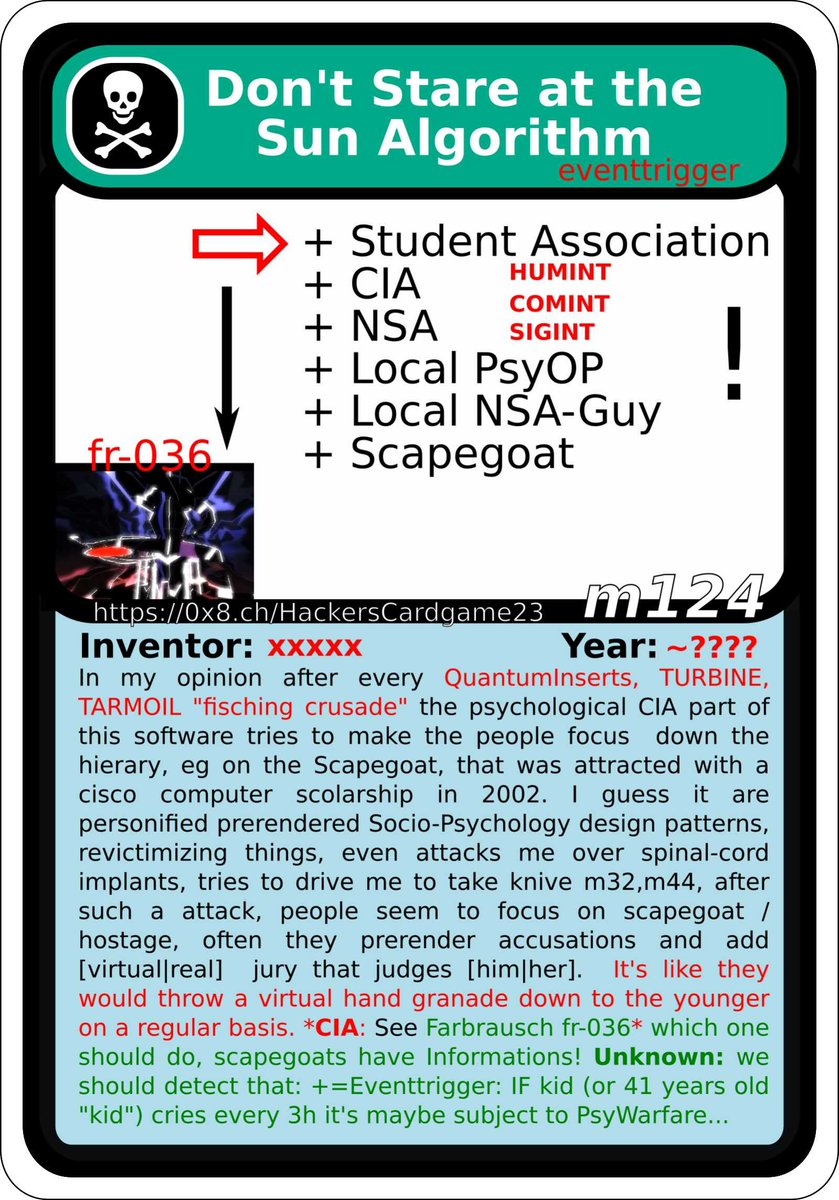 Don't Stare at the
Sun Algorithm
eventtrigger
+ Student Association
+ CIA
HUMINT
+ NSA
COMINT
SIGINT
+ Local PsyOP
!
+ Local NSA-Guy
+ Scapegoat
fr-036
https://0x8.ch/HackersCardgame23
m124
Inventor: xxxxx Year: ~????
In my opinion after every QuantumInserts, TURBINE,
TARMOIL "fisching crusade" the psychological CIA part of
this software tries to make the people focus down the
hierary, eg on the Scapegoat, that was attracted with a
cisco computer scolarship in 2002. I guess it are
personified prerendered Socio-Psychology design patterns,
revictimizing things, even attacks me over spinal-cord
implants, tries to drive me to take knive m32,m44, after
such a attack, people seem to focus on scapegoat /
hostage, often they prerender accusations and add
[virtual|real] jury that judges [him|her]. It's like they
would throw a virtual hand granade down to the younger
on a regular basis. *CIA: See Farbrausch fr-036* which one
should do, scapegoats have Informations! Unknown: we
should detect that: +=Eventtrigger: IF kid (or 41 years old
"kid") cries every 3h it's maybe subject to PsyWarfare...